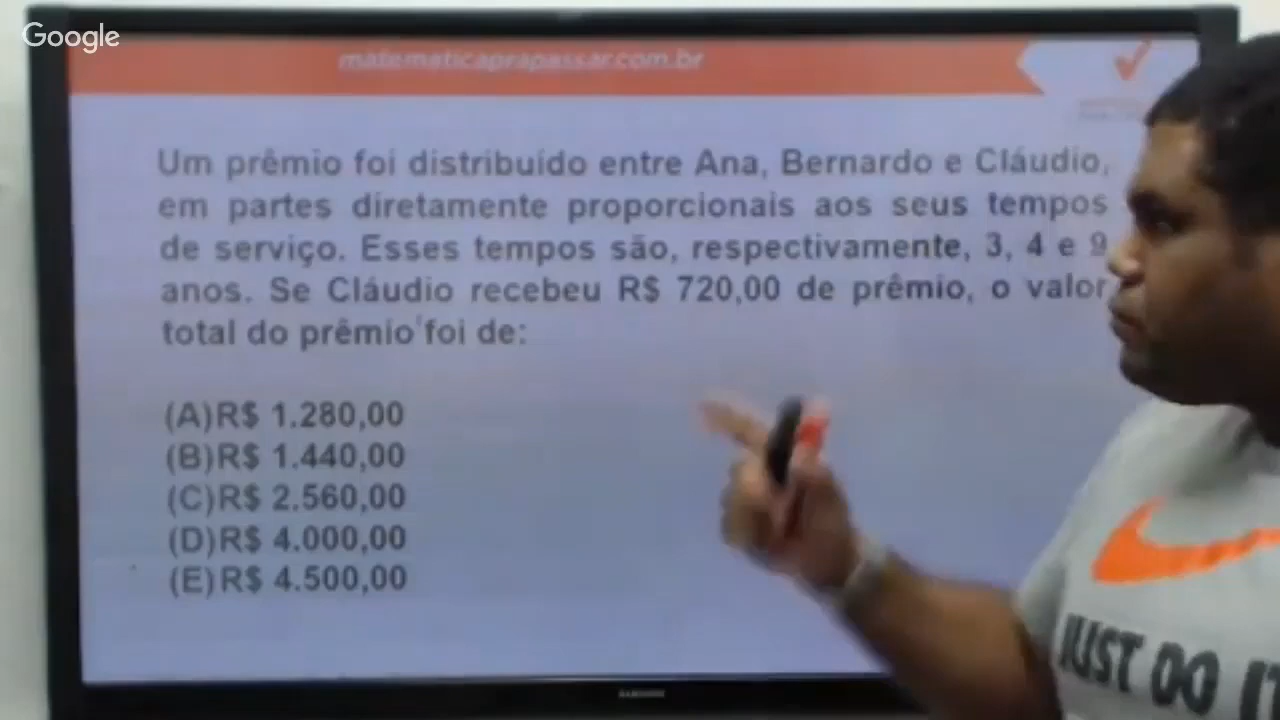 Google
matematicaprapassar.com.br
Um prêmio foi distribuído entre Ana, Bernardo e Cláudio,
em partes diretamente proporcionais aos seus tempos
de serviço. Esses tempos são, respectivamente, 3, 4 e 9
anos. Se Cláudio recebeu R$ 720,00 de prêmio, o valor
total do prêmio foi de:
(A)R$ 1.280,00
(B)R$ 1.440,00
(C)R$ 2.560,00
(D)R$ 4.000,00
(E)R$ 4.500,00
SAMSUNG
JUST DO IT